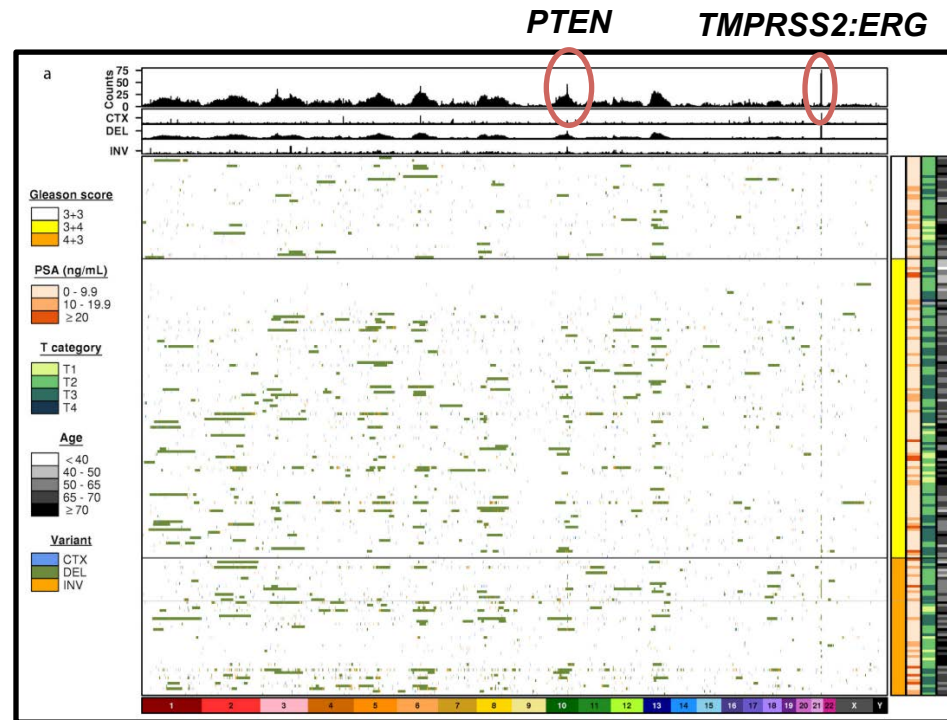 PTEN TMPRSS2:ERG
a
Counts
75
50
25
0
CTX
DEL
INV
Gleason score
3+3
3+4
4+3
PSA (ng/mL)
0 - 9.9
10 - 19.9
≥ 20
T category
T1
T2
T3
T4
Age
< 40
40 - 50
50 - 65
65 - 70
≥ 70
Variant
CTX
DEL
INV
1 2 3 4 5 6 7 8 9 10 11 12 13 14 15 16 17 18 19 20 21 22 X Y